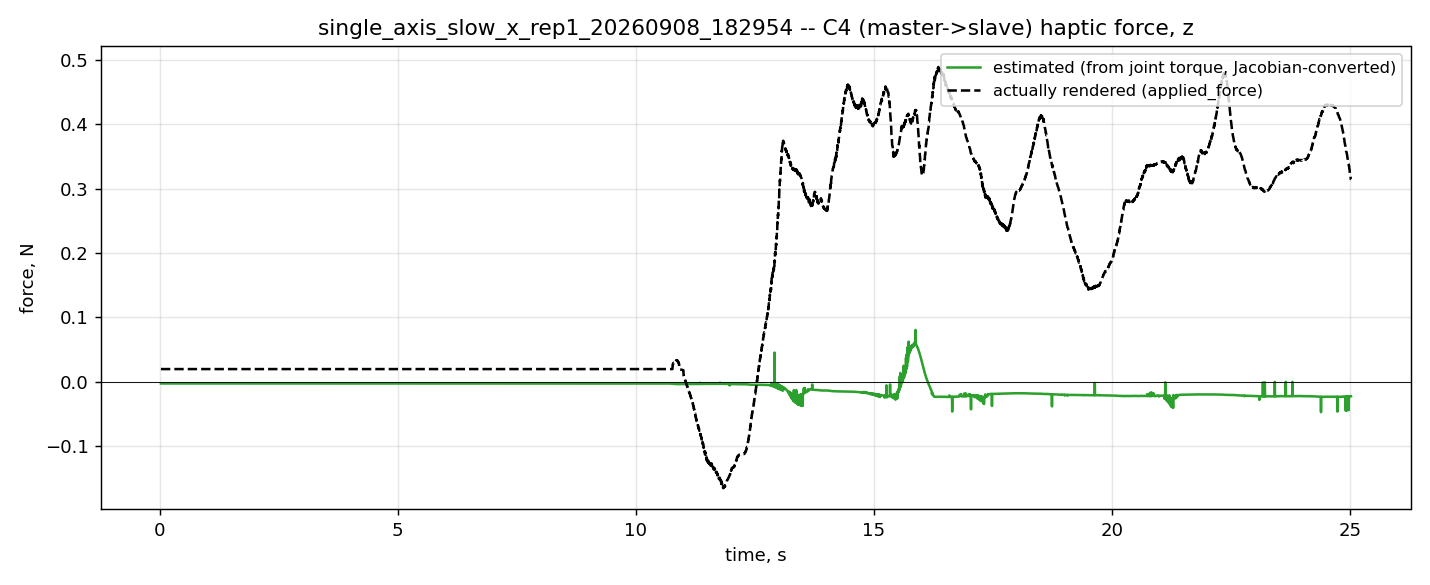 single_axis_slow_x_rep1_20260908_182954 -- C4 (master->slave) haptic force, z
estimated (from joint torque, Jacobian-converted)
actually rendered (applied_force)
force, N
0.5
0.4
0.3
0.2
0.1
0.0
−0.1
0
5
10
15
20
25
time, s